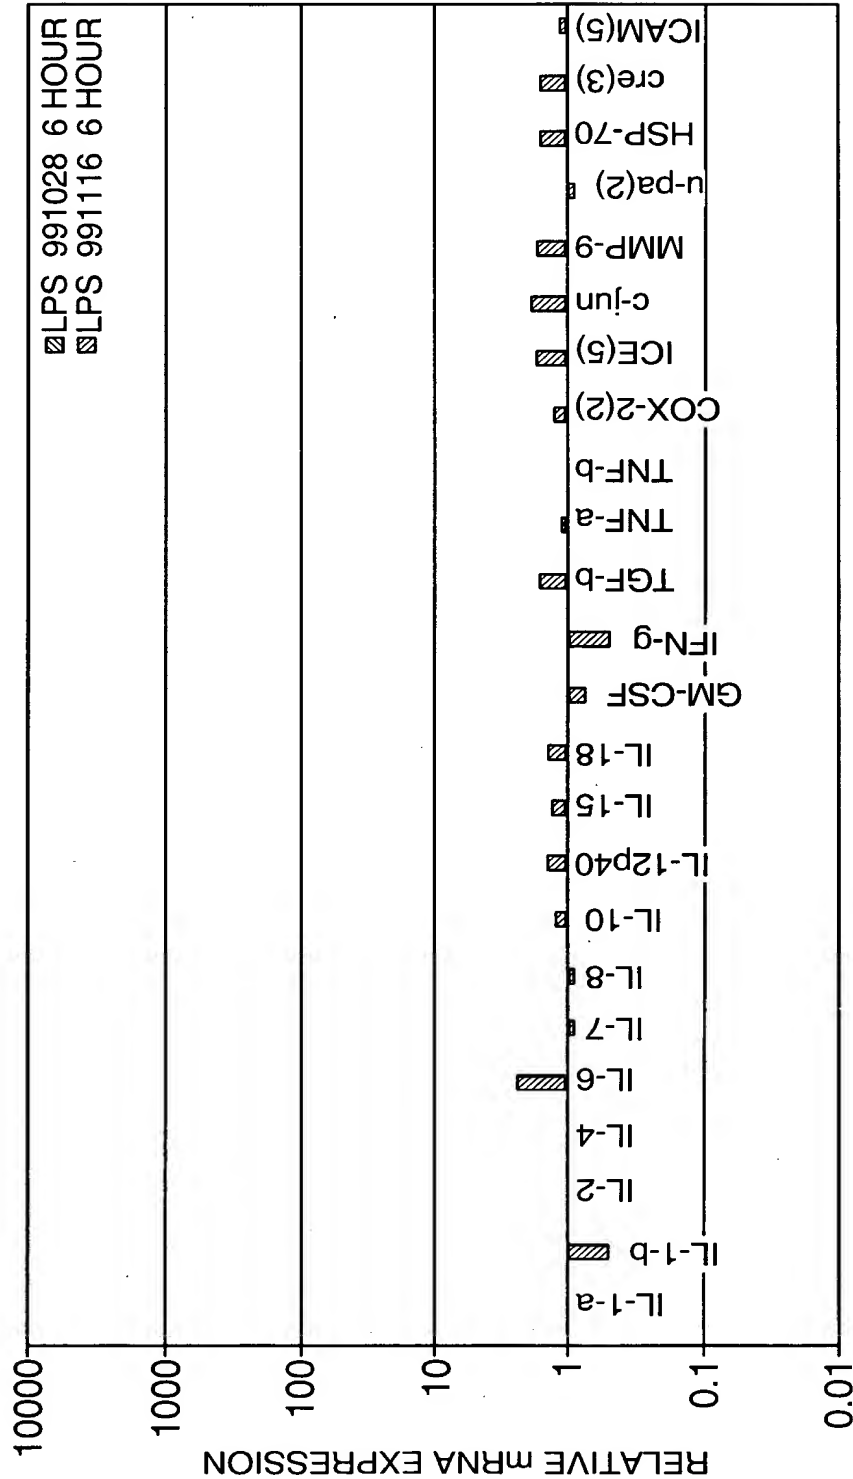 LPS 991028 6 HOUR
LPS 991116 6 HOUR
10000
1000
100
10
1
0.1
0.01
RELATIVE mRNA EXPRESSION
IL-1-a
IL-1-b
IL-2
IL-4
IL-6
IL-7
IL-8
IL-10
IL-12p40
IL-15
IL-18
GM-CSF
IFN-g
TGF-b
TNF-a
TNF-b
COX-2(2)
ICE(5)
c-jun
MMP-9
u-pa(2)
HSP-70
cre(3)
ICAM(5)